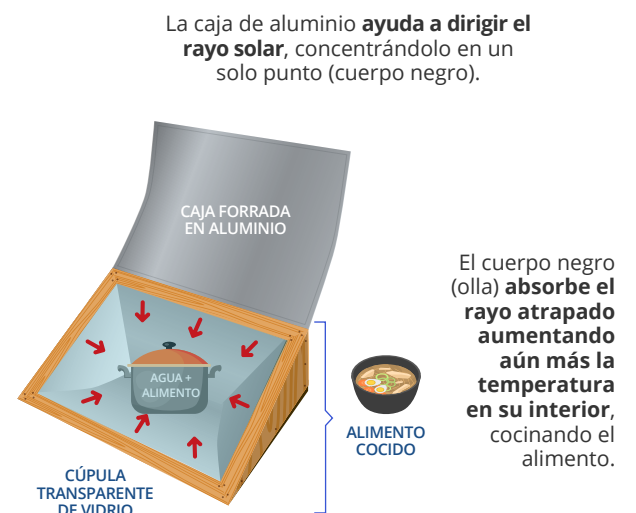 La caja de aluminio ayuda a dirigir el
rayo solar, concentrándolo en un
solo punto (cuerpo negro).
CAJA FORRADA
EN ALUMINIO
El cuerpo negro
(olla) absorbe el
rayo atrapado
aumentando
aún más la
temperatura
en su interior,
cocinando el
alimento.
AGUA +
ALIMENTO
ALIMENTO
COCIDO
CÚPULA
TRANSPARENTE
DE VIDRIO